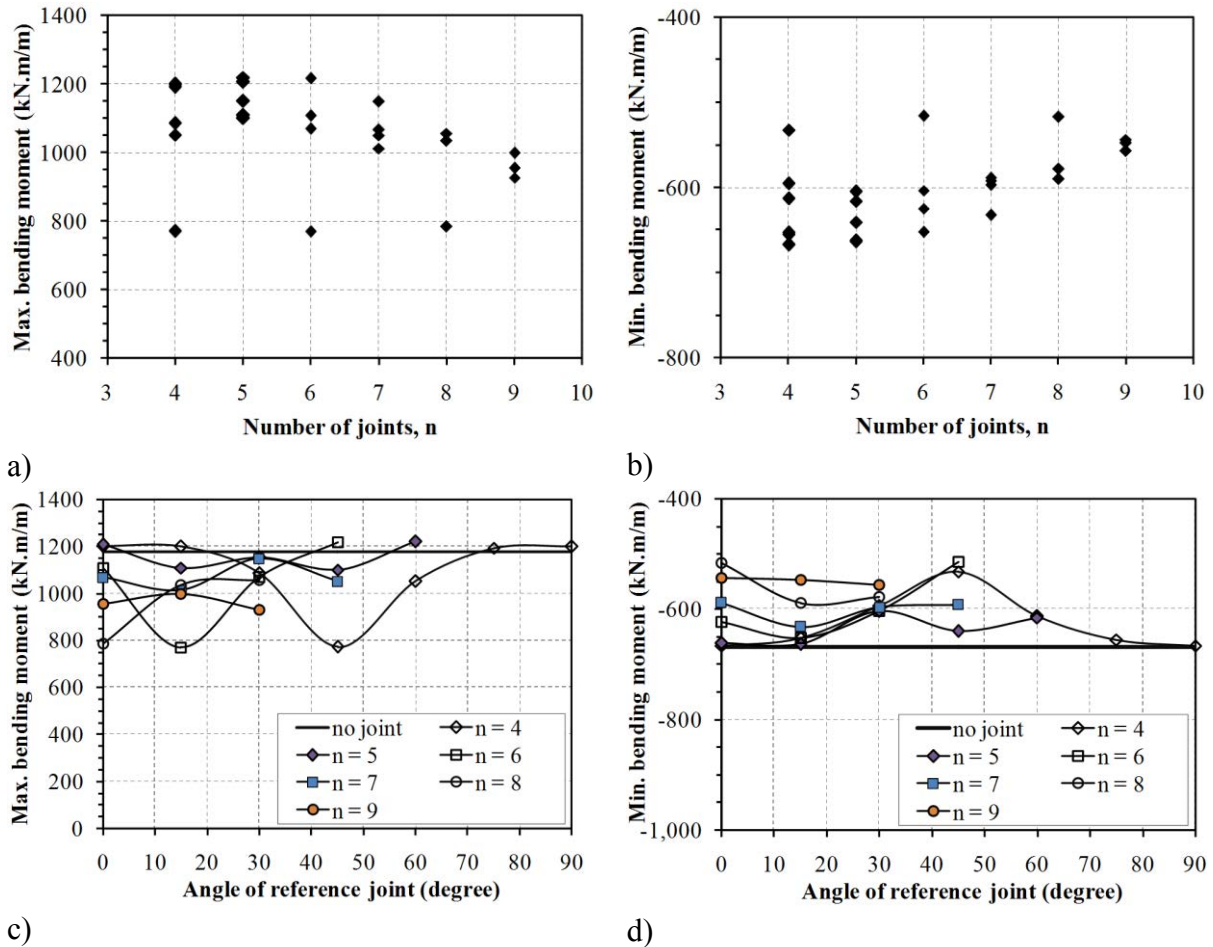 1400
1200
1000
800
600
400
3 4 5 6 7 8 9 10
Max. bending moment (kN.m/m)
Number of joints, n
a)
-400
-600
-800
3 4 5 6 7 8 9 10
Min. bending moment (kN.m/m)
Number of joints, n
b)
1400
1200
1000
800
600
400
200
0
0 10 20 30 40 50 60 70 80 90
Max. bending moment (kN.m/m)
Angle of reference joint (degree)
no joint n = 4
n = 5 n = 6
n = 7 n = 8
n = 9
c)
-400
-600
-800
-1,000
0 10 20 30 40 50 60 70 80 90
Min. bending moment (kN.m/m)
Angle of reference joint (degree)
no joint n = 4
n = 5 n = 6
n = 7 n = 8
n = 9
d)